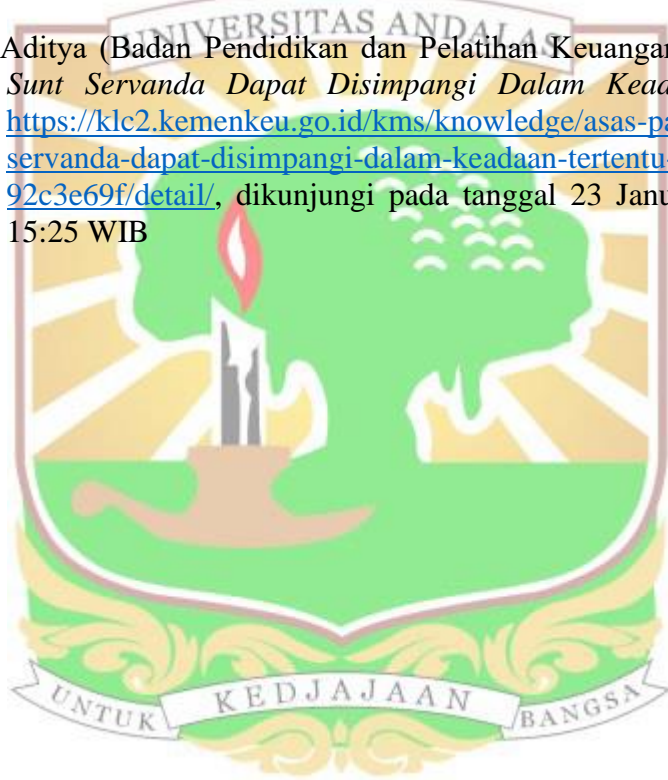 UNIVERSITAS ANDALAS
Aditya (Badan Pendidikan dan Pelatihan Keuangan
Sunt Servanda Dapat Disimpangi Dalam Kead
https://klc2.kemenkeu.go.id/kms/knowledge/asas-pa
servanda-dapat-disimpangi-dalam-keadaan-tertentu-
92c3e69f/detail/, dikunjungi pada tanggal 23 Janu
15:25 WIB
UNTUK KEDJAJAAN BANGSA